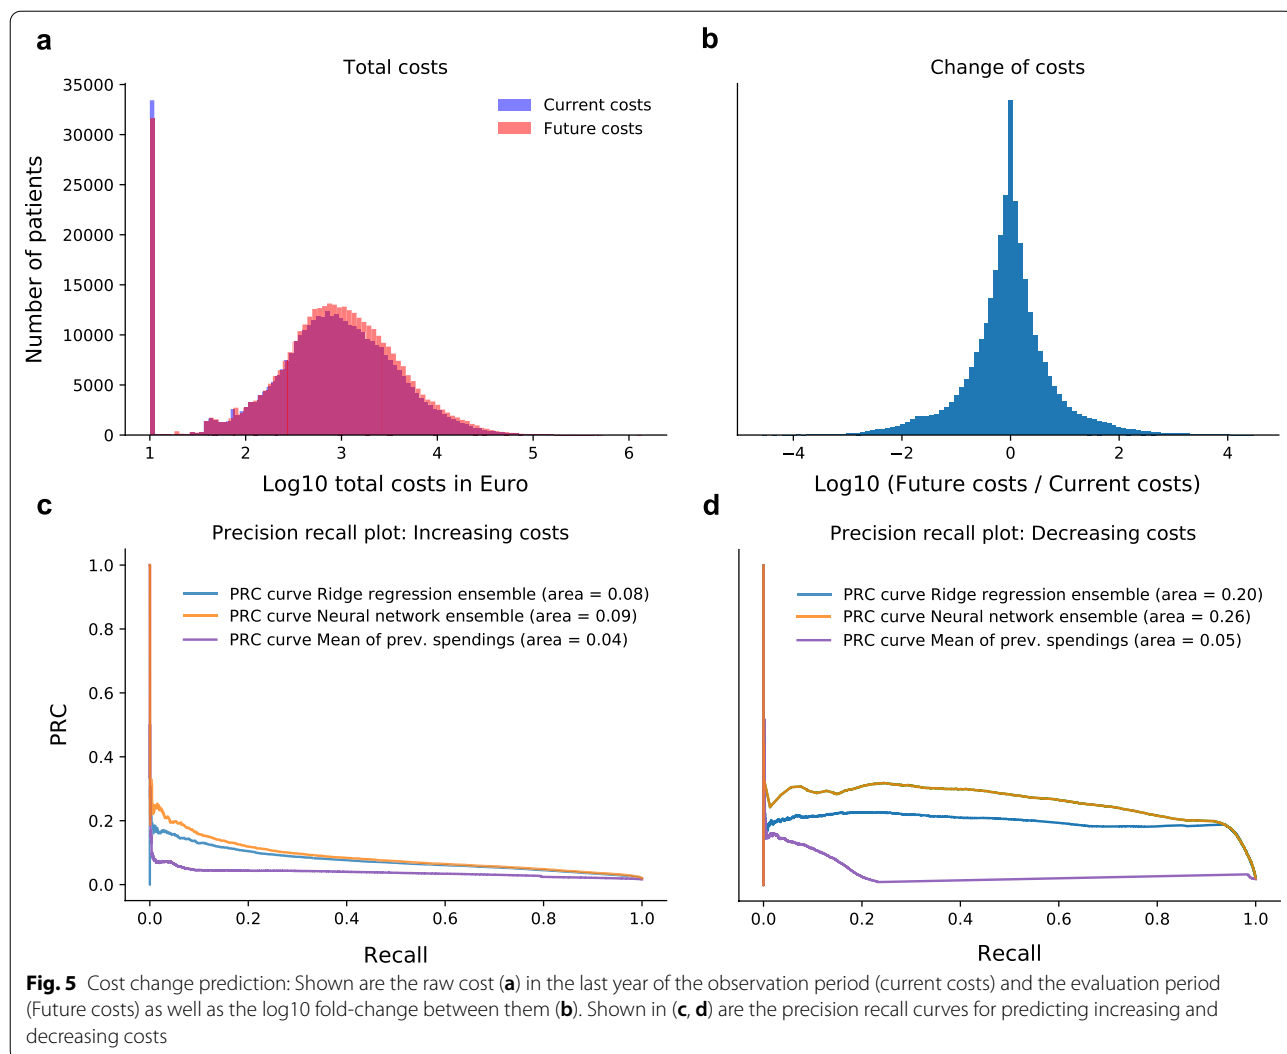 a
Total costs
35000
30000
25000
20000
15000
10000
5000
0
Number of patients
Current costs
Future costs
1 2 3 4 5 6
Log10 total costs in Euro
b
Change of costs
−4 −2 0 2 4
Log10 (Future costs / Current costs)
c
Precision recall plot: Increasing costs
1.0
0.8
0.6
0.4
0.2
0.0
PRC
PRC curve Ridge regression ensemble (area = 0.08)
PRC curve Neural network ensemble (area = 0.09)
PRC curve Mean of prev. spendings (area = 0.04)
0.0 0.2 0.4 0.6 0.8 1.0
Recall
d
Precision recall plot: Decreasing costs
PRC curve Ridge regression ensemble (area = 0.20)
PRC curve Neural network ensemble (area = 0.26)
PRC curve Mean of prev. spendings (area = 0.05)
0.0 0.2 0.4 0.6 0.8 1.0
Recall
Fig. 5 Cost change prediction: Shown are the raw cost (a) in the last year of the observation period (current costs) and the evaluation period
(Future costs) as well as the log10 fold-change between them (b). Shown in (c, d) are the precision recall curves for predicting increasing and
decreasing costs